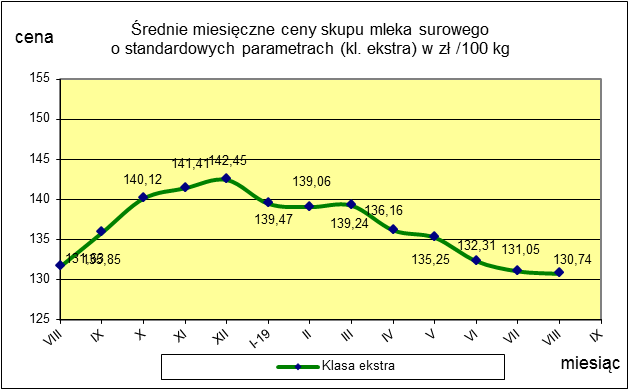 Średnie miesięczne ceny skupu mleka surowego
o standardowych parametrach (kl. ekstra) w zł /100 kg
cena
155
150
145
140
135
130
125
135,85
140,12
141,41
142,45
139,47
139,06
139,24
136,16
135,25
132,31
131,05
130,74
VIII
IX
X
XI
XII
I-19
II
III
IV
V
VI
VII
VIII
IX
miesiąc
Klasa ekstra